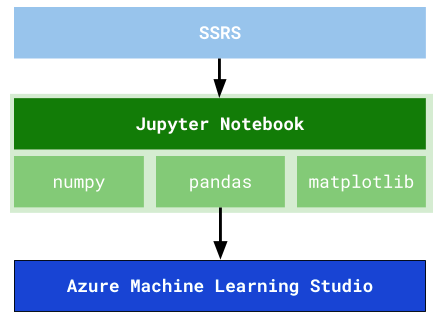 SSRS
Jupyter Notebook
numpy pandas matplotlib
Azure Machine Learning Studio